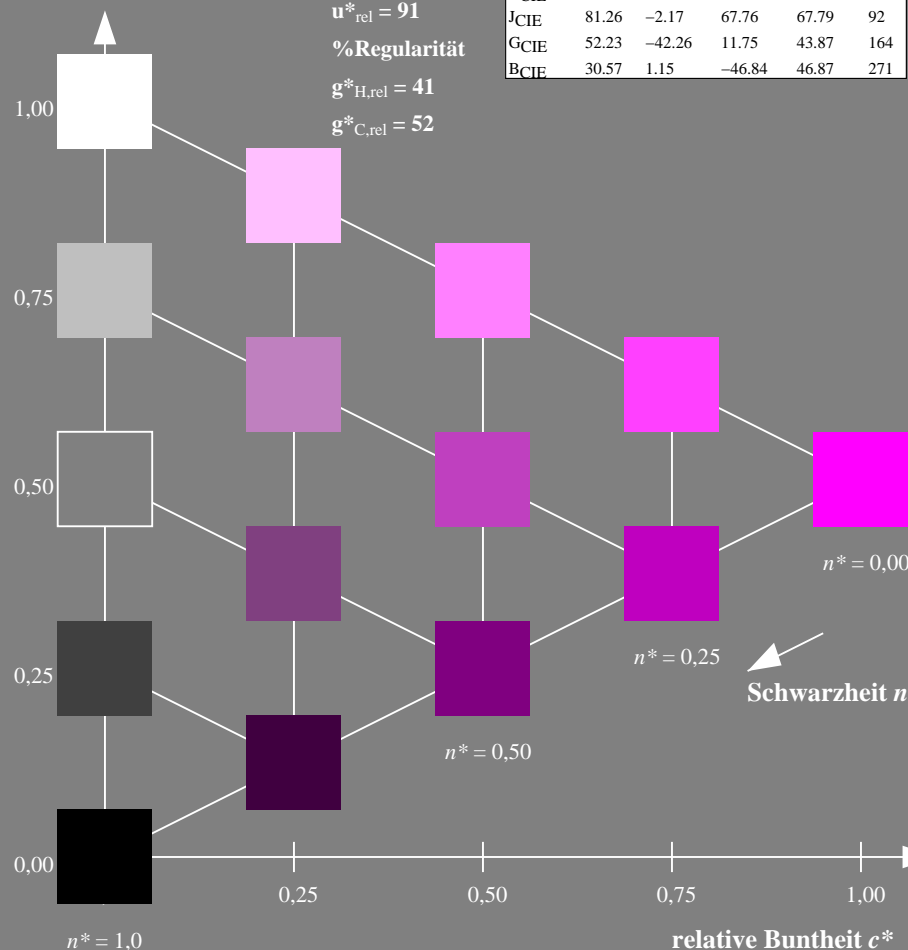 u*rel = 91
%Regularität
g*H,rel = 41
g*C,rel = 52
CIE
JCIE 81.26 −2.17 67.76 67.79 92
GCIE 52.23 −42.26 11.75 43.87 164
BCIE 30.57 1.15 −46.84 46.87 271
1,00
0,75
0,50
n* = 0,00
n* = 0,25
0,25
Schwarzheit n
n* = 0,50
0,00
0,25 0,50 0,75 1,00
n* = 1,0
relative Buntheit c*